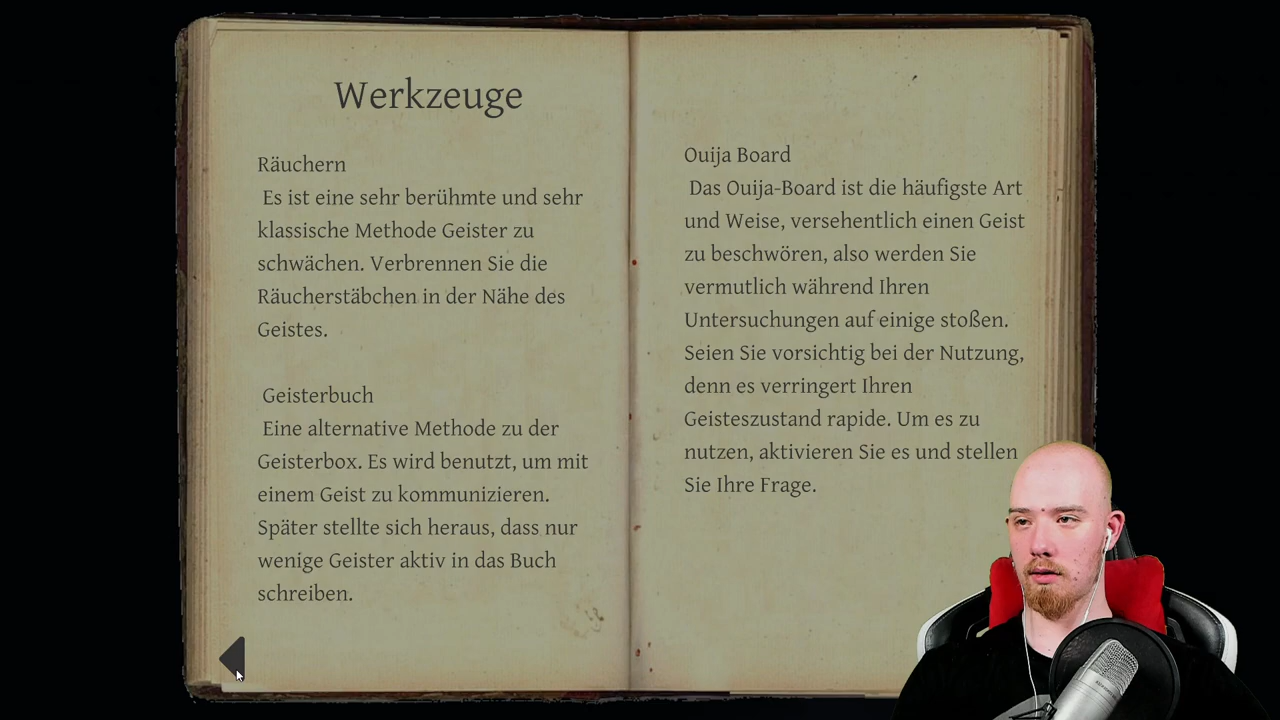 Werkzeuge
Räuchern
Es ist eine sehr berühmte und sehr
klassische Methode Geister zu
schwächen. Verbrennen Sie die
Räucherstäbchen in der Nähe des
Geistes.
Geisterbuch
Eine alternative Methode zu der
Geisterbox. Es wird benutzt, um mit
einem Geist zu kommunizieren.
Später stellte sich heraus, dass nur
wenige Geister aktiv in das Buch
schreiben.
Ouija Board
Das Ouija-Board ist die häufigste Art
und Weise, versehentlich einen Geist
zu beschwören, also werden Sie
vermutlich während Ihren
Untersuchungen auf einige stoßen.
Seien Sie vorsichtig bei der Nutzung,
denn es verringert Ihren
Geisteszustand rapide. Um es zu
nutzen, aktivieren Sie es und stellen
Sie Ihre Frage.